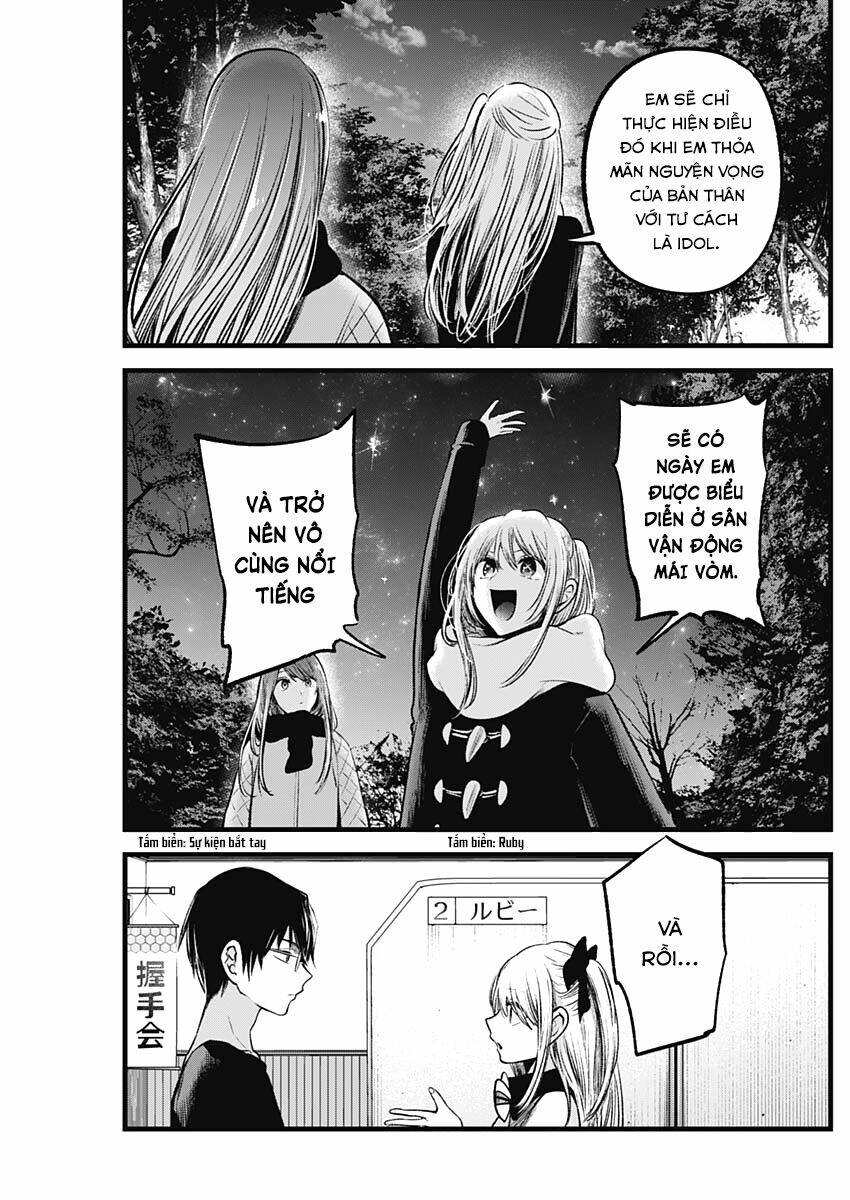 EM SẼ CHỈ
THỰC HIỆN ĐIỀU
ĐÓ KHI EM THỎA
MÃN NGUYỆN VỌNG
CỦA BẢN THÂN
VỚI TƯ CÁCH
LÀ IDOL.
SẼ CÓ
NGÀY EM
ĐƯỢC BIỂU
DIỄN Ở SÂN
VẬN ĐỘNG
MÁI VÒM.
VÀ TRỞ
NÊN VÔ
CÙNG NỔI
TIẾNG
Tấm biển: Sự kiện bắt tay
Tấm biển: Ruby
VÀ
RỒI...
2 ルビー
握手会